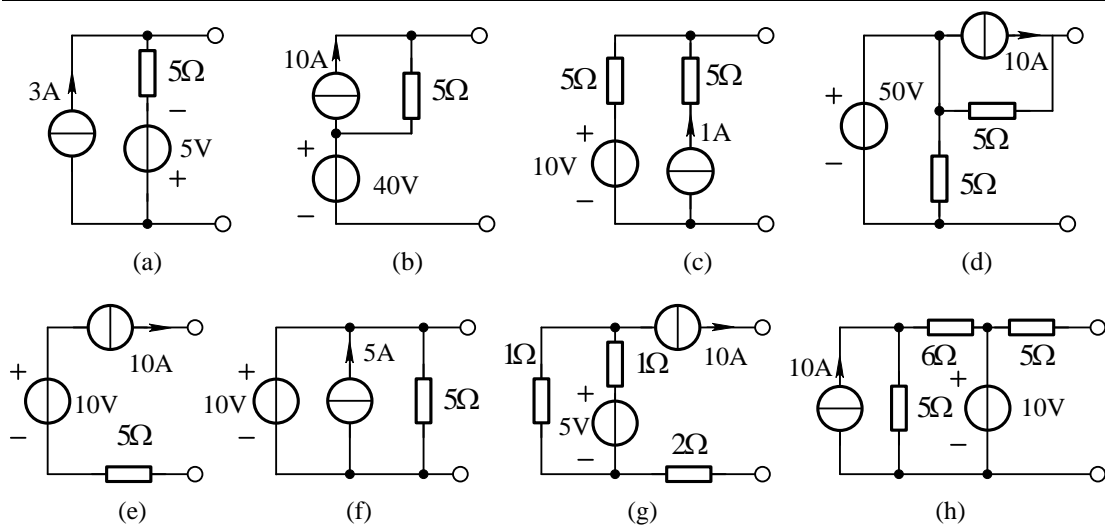 3A 5Ω − 5V +
(a)
10A 5Ω + 40V −
(b)
5Ω 5Ω + 10V − 1A
(c)
10A + 50V − 5Ω 5Ω
(d)
10A + 10V − 5Ω
(e)
5A + 10V − 5Ω
(f)
1Ω 1Ω 10A + 5V − 2Ω
(g)
10A 6Ω 5Ω 5Ω + 10V −
(h)